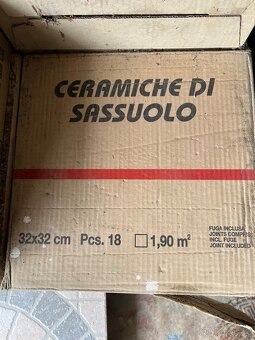 CERAMICHE DI
SASSUOLO
32x32 cm Pcs. 18 1,90 m²
FUGA INCLUSA
JOINTS COMPRIS
INCL. FUGE
JOINT INCLUDED